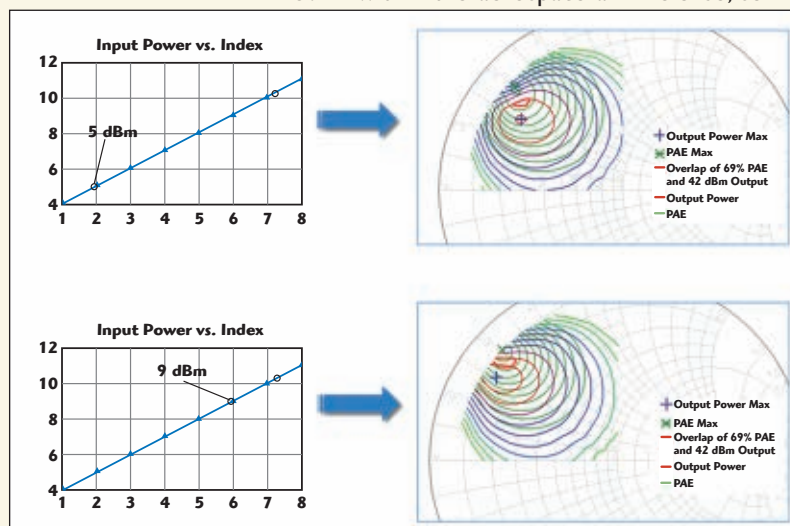 Input Power vs. Index
12
10
8
6
4
5 dBm
1 2 3 4 5 6 7 8
Output Power Max
PAE Max
Overlap of 69% PAE
and 42 dBm Output
Output Power
PAE
Input Power vs. Index
12
10
8
6
4
9 dBm
1 2 3 4 5 6 7 8
Output Power Max
PAE Max
Overlap of 69% PAE
and 42 dBm Output
Output Power
PAE